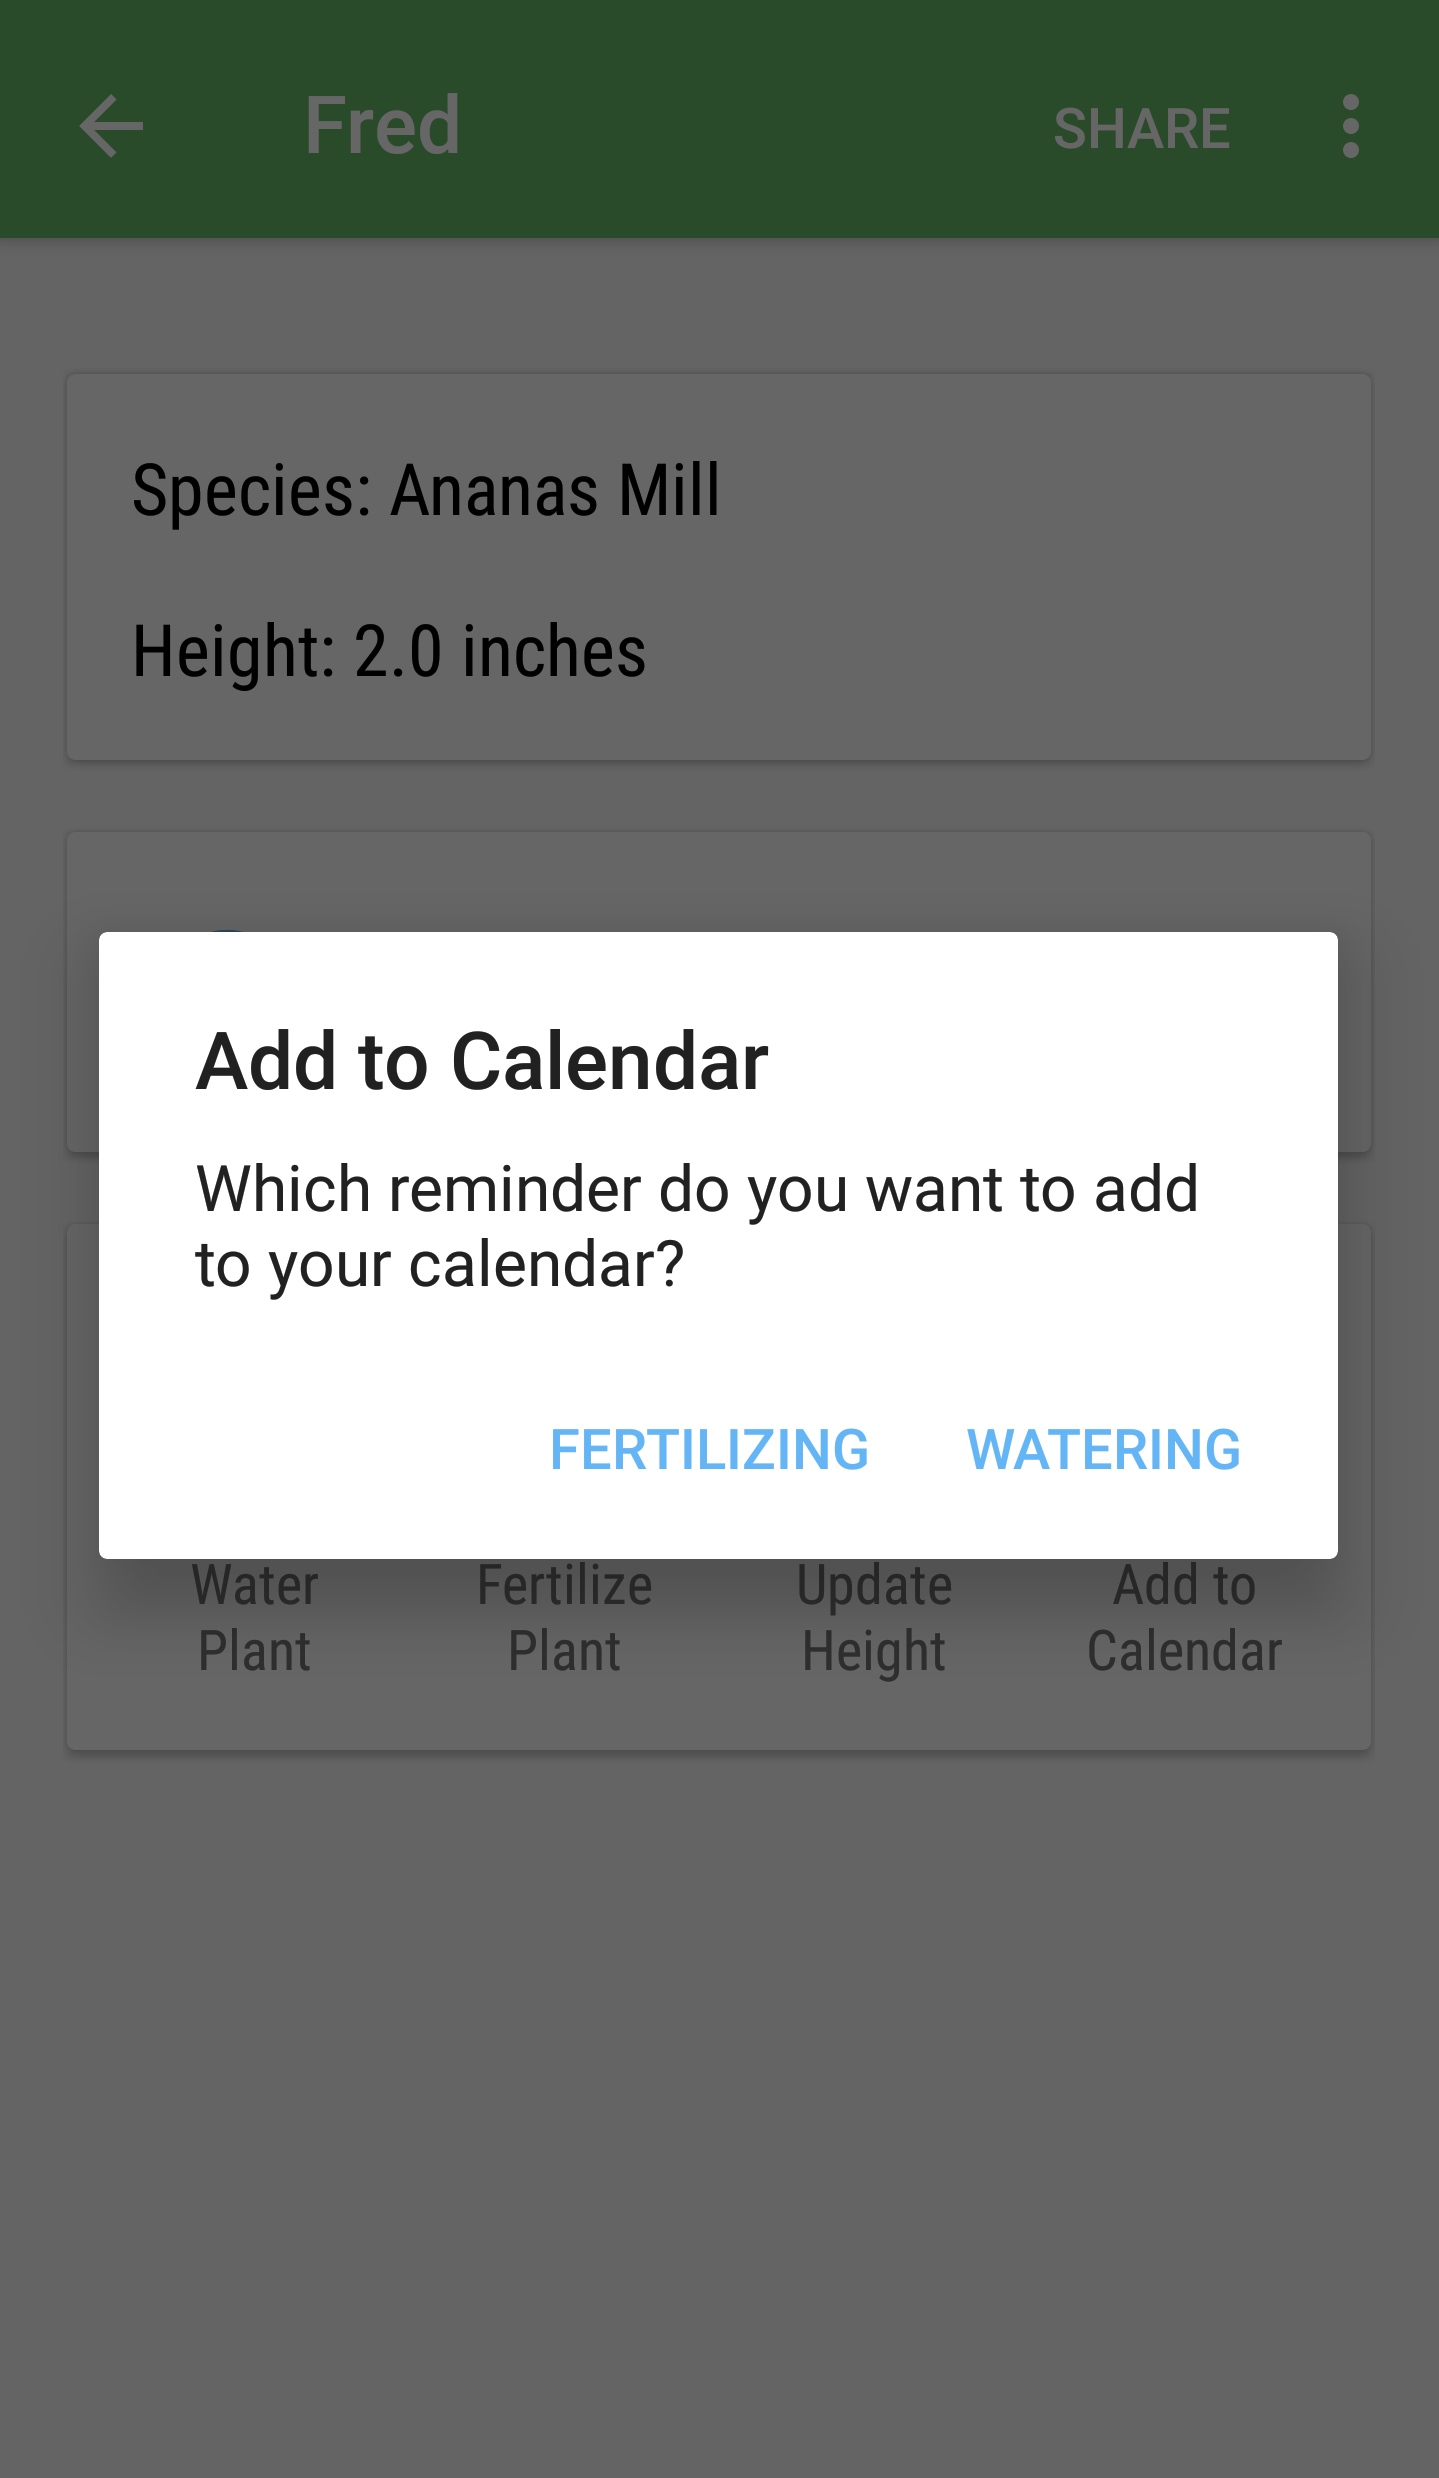 Fred SHARE
Species: Ananas Mill
Height: 2.0 inches
Add to Calendar
Which reminder do you want to add
to your calendar?
FERTILIZING WATERING
Water Fertilize Update Add to
Plant Plant Height Calendar